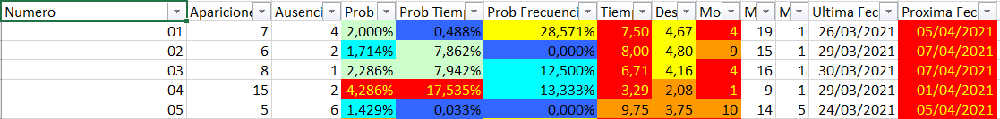 Numero Aparicione Ausenci Prob Prob Tiemp Prob Frecuenci Tiemp Des Mo M M Ultima Fec Proxima Fec
01 7 4 2,000% 0,488% 28,571% 7,50 4,67 4 19 1 26/03/2021 05/04/2021
02 6 2 1,714% 7,862% 0,000% 8,00 4,80 9 15 1 29/03/2021 07/04/2021
03 8 1 2,286% 7,942% 12,500% 6,71 4,16 4 16 1 30/03/2021 07/04/2021
04 15 2 4,286% 17,535% 13,333% 3,29 2,08 1 9 1 29/03/2021 01/04/2021
05 5 6 1,429% 0,033% 0,000% 9,75 3,75 10 14 5 24/03/2021 05/04/2021